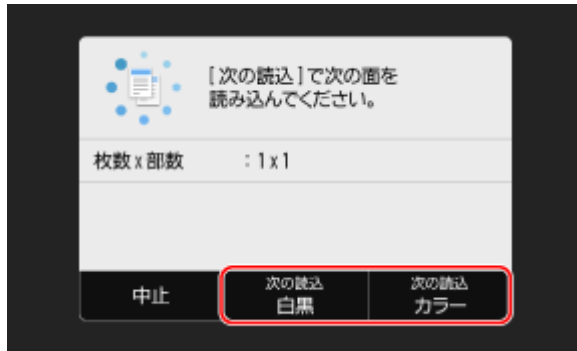 [次の読込]で次の面を
読み込んでください。
枚数x部数 : 1x1
中止
次の読込
白黒
次の読込
カラー